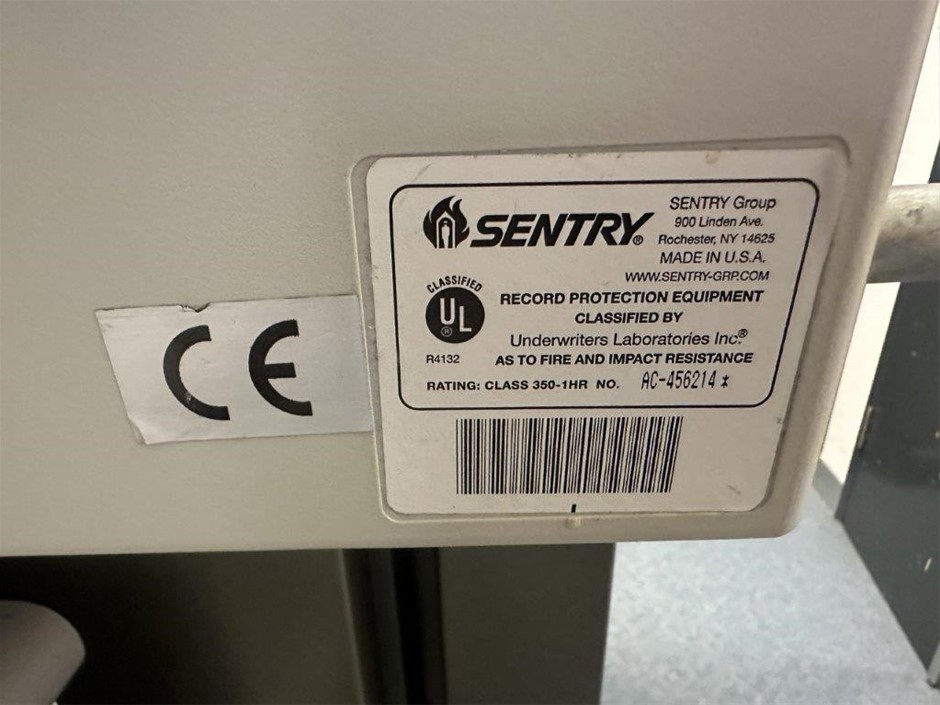 CE
SENTRY®
SENTRY Group
900 Linden Ave.
Rochester, NY 14625
MADE IN U.S.A.
WWW.SENTRY-GRP.COM
CLASSIFIED
UL®
R4132
RECORD PROTECTION EQUIPMENT
CLASSIFIED BY
Underwriters Laboratories Inc.®
AS TO FIRE AND IMPACT RESISTANCE
RATING: CLASS 350-1HR NO. AC-456214 *